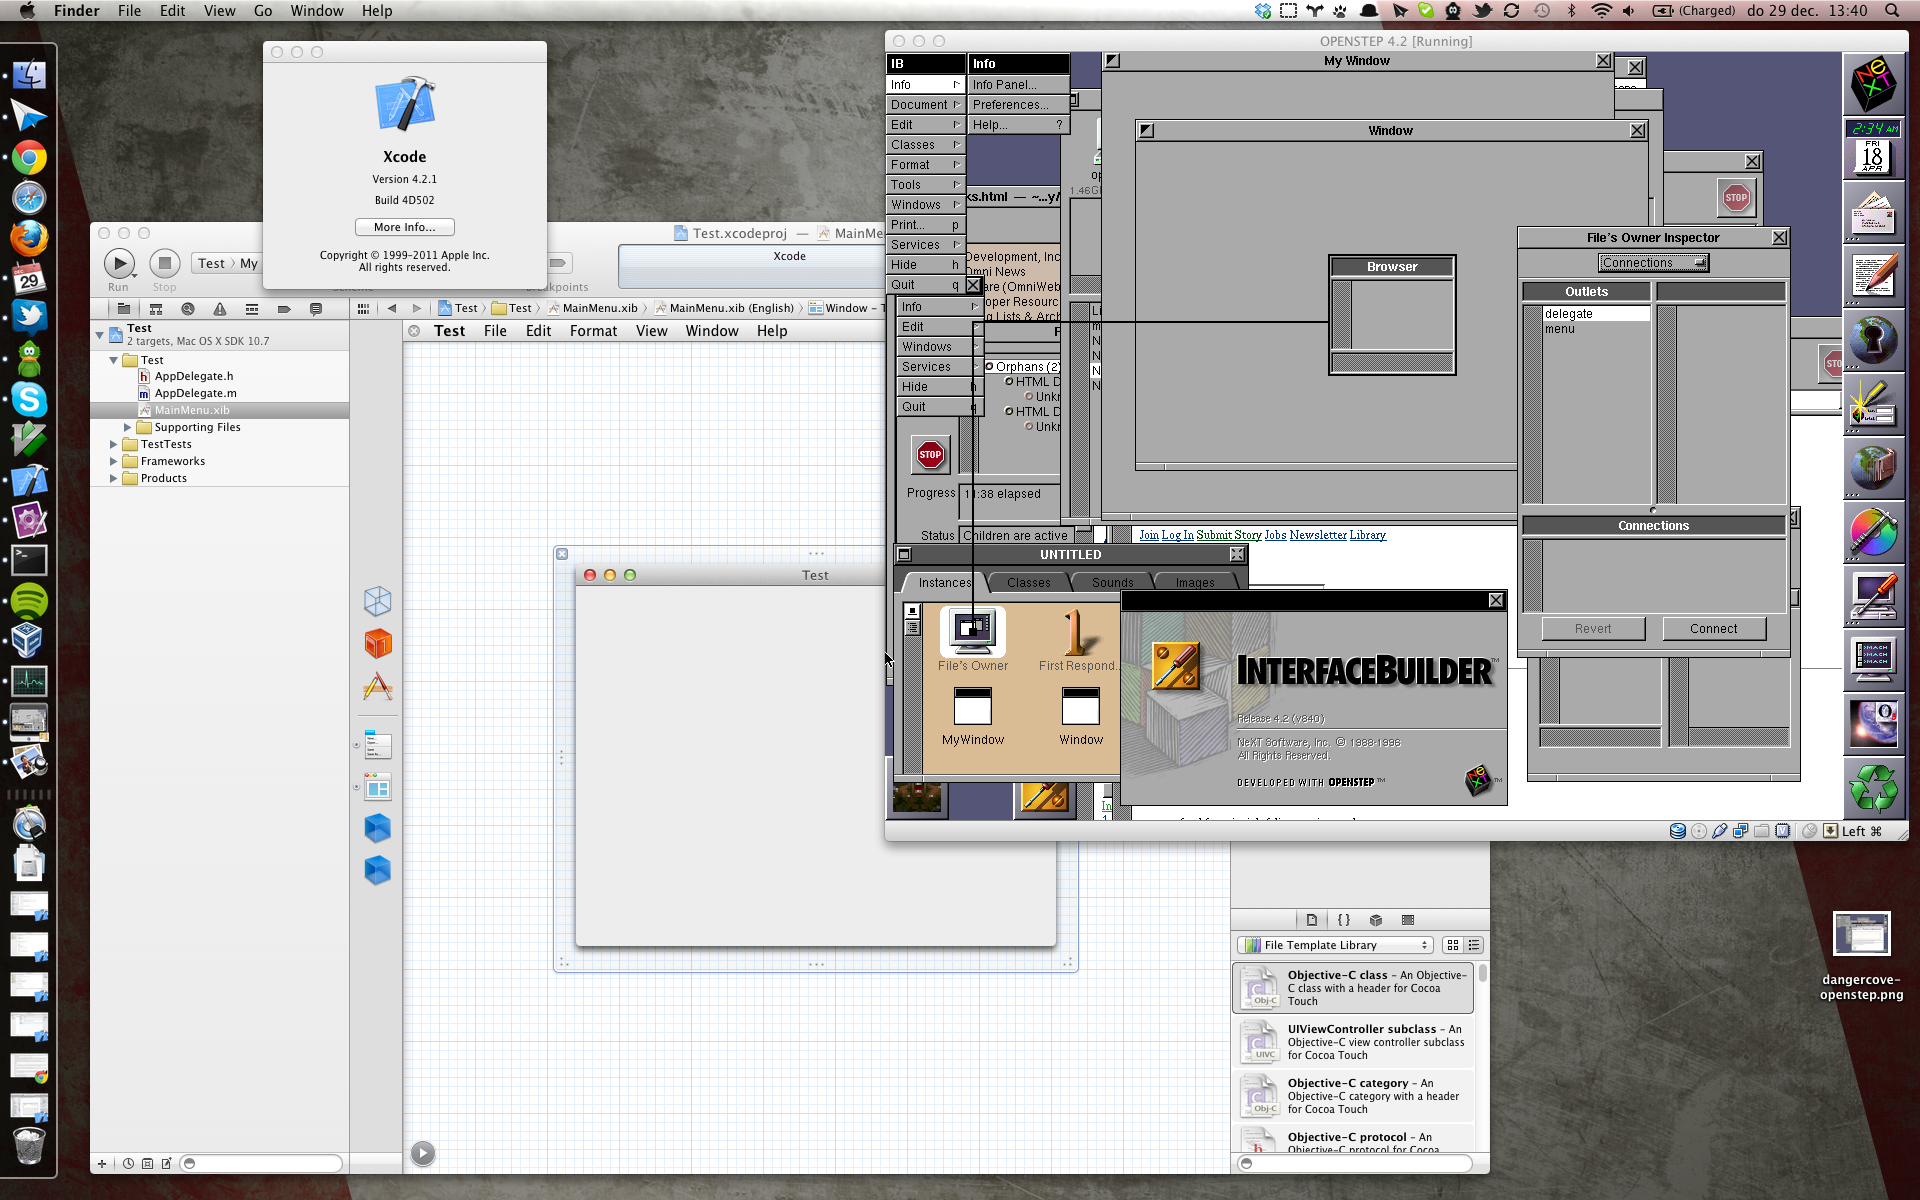 Finder File Edit View Go Window Help
(Charged) do 29 dec. 13:40
Xcode
Version 4.2.1
Build 4D502
More Info...
Copyright © 1999-2011 Apple Inc.
All rights reserved.
Test.xcodeproj — MainMe
Run
Stop
Test My
Xcode
Test Test MainMenu.xib MainMenu.xib (English) Window – T
Test
2 targets, Mac OS X SDK 10.7
Test
AppDelegate.h
AppDelegate.m
MainMenu.xib
Supporting Files
TestTests
Frameworks
Products
Test File Edit Format View Window Help
Test
OPENSTEP 4.2 [Running]
IB
Info
Document
Edit
Classes
Format
Tools
Windows
Print... p
Services
Hide h
Quit q
Info
Info Panel...
Preferences...
Help... ?
Info
Edit
Windows
Services
Hide h
Quit q
ks.html — ~...y/
Development, Inc
Omni News
are (OmniWeb
oper Resourc
g Lists & Arch
Orphans (2)
HTML D
Unkr
HTML D
Unkr
STOP
Progress 11:38 elapsed
Status Children are active
1.46G
My Window
Window
Browser
STOP
File's Owner Inspector
Connections
Outlets
delegate
menu
Connections
Revert
Connect
Join Log In Submit Story Jobs Newsletter Library
UNTITLED
Instances Classes Sounds Images
File's Owner
First Respond...
MyWindow
Window
INTERFACEBUILDER™
Release 4.2 (v840)
NeXT Software, Inc. © 1988-1996
All Rights Reserved.
DEVELOPED WITH OPENSTEP™
2:34 AM
FRI
18
APR
Left ⌘
File Template Library
Objective-C class – An Objective-
C class with a header for Cocoa
Touch
UIViewController subclass – An
Objective-C view controller subclass
for Cocoa Touch
Objective-C category – An
Objective-C category with a header
for Cocoa Touch
Objective-C protocol – An
Objective-C protocol for Cocoa
dangercove-
openstep.png